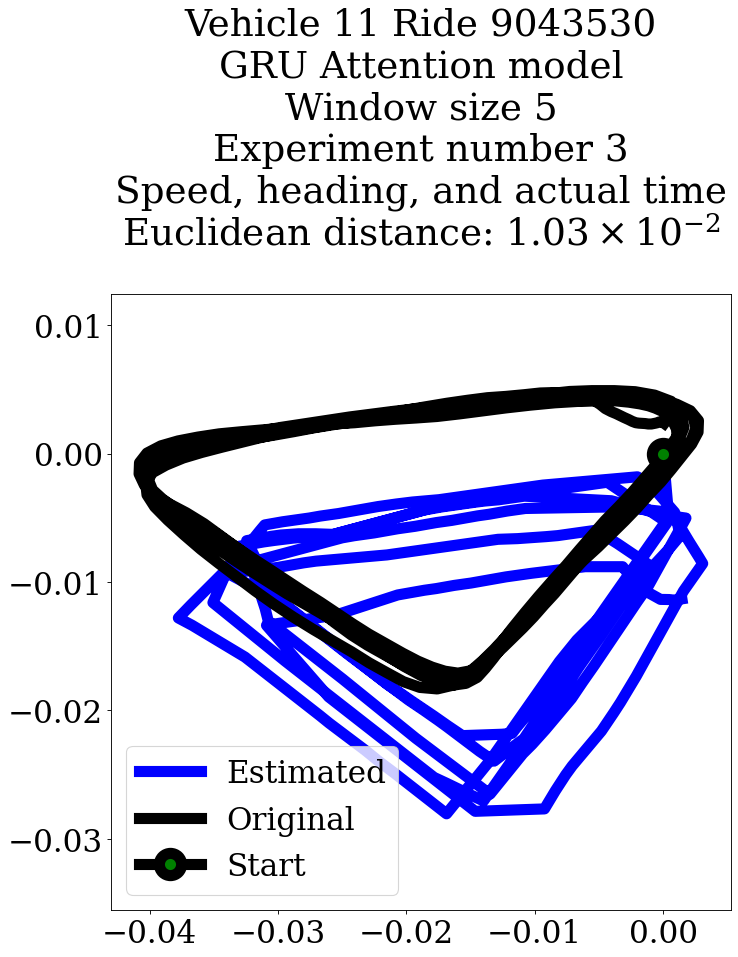 Vehicle 11 Ride 9043530
GRU Attention model
Window size 5
Experiment number 3
Speed, heading, and actual time
Euclidean distance: 1.03 × 10⁻²
0.01
0.00
−0.01
−0.02
−0.03
Estimated
Original
Start
−0.04 −0.03 −0.02 −0.01 0.00